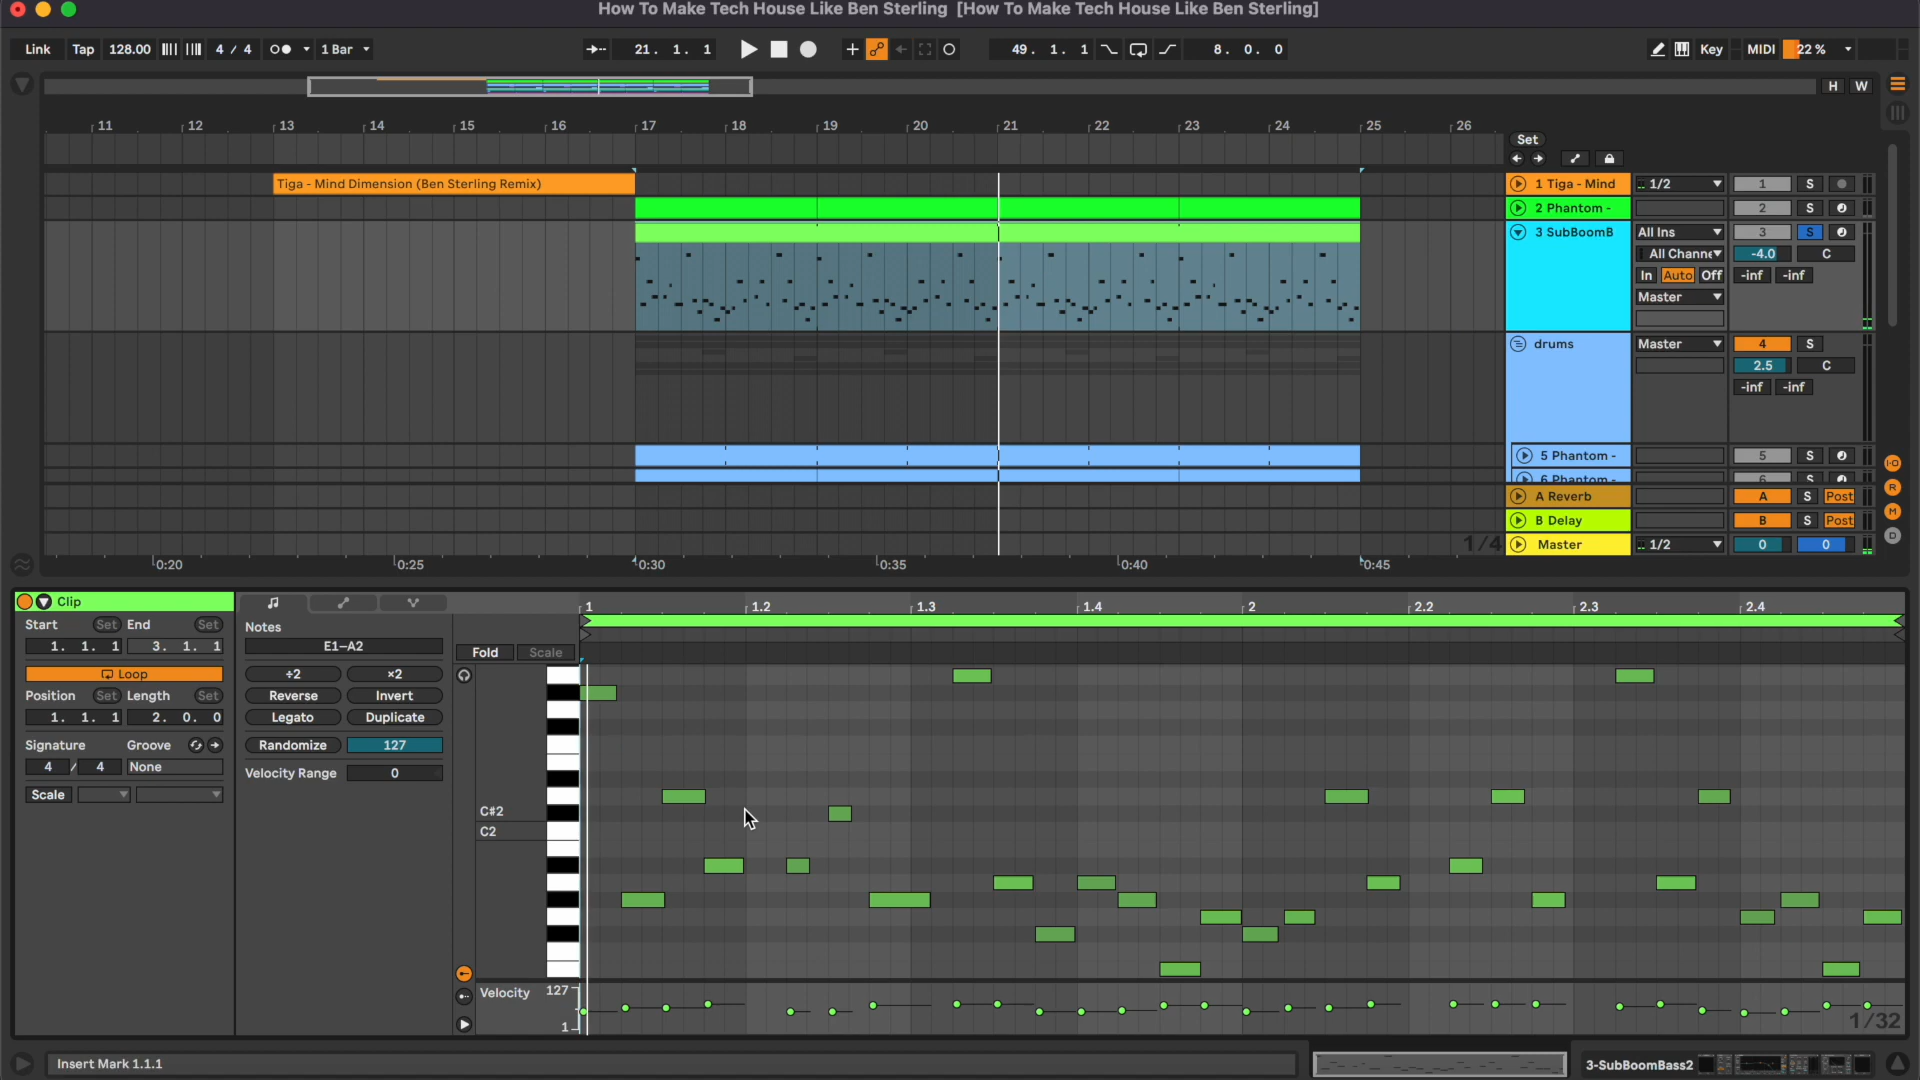 How To Make Tech House Like Ben Sterling [How To Make Tech House Like Ben Sterling]
Link Tap 128.00 4 / 4 1 Bar 21. 1. 1 49. 1. 1 8. 0. 0 Key MIDI 22 %
H W
11 12 13 14 15 16 17 18 19 20 21 22 23 24 25 26
Set
Tiga - Mind Dimension (Ben Sterling Remix) 1 Tiga - Mind 1/2 1 S
2 Phantom - 2 S
3 SubBoomB All Ins 3 S
All Channe -4.0 C
In Auto Off -inf -inf
Master
drums Master 4 S
2.5 C
-inf -inf
5 Phantom - 5 S
6 Phantom - 6 S
A Reverb A S Post
B Delay B S Post
1/4 Master 1/2 0 0
I-O
R
M
D
0:20 0:25 0:30 0:35 0:40 0:45
Clip
Start Set End Set
1. 1. 1 3. 1. 1
Loop
Position Set Length Set
1. 1. 1 2. 0. 0
Signature Groove
4 / 4 None
Scale
Notes
E1–A2
÷2 ×2
Reverse Invert
Legato Duplicate
Randomize 127
Velocity Range 0
1 1.2 1.3 1.4 2 2.2 2.3 2.4
Fold Scale
C#2
C2
Velocity 127
1
1/32
Insert Mark 1.1.1
3-SubBoomBass2